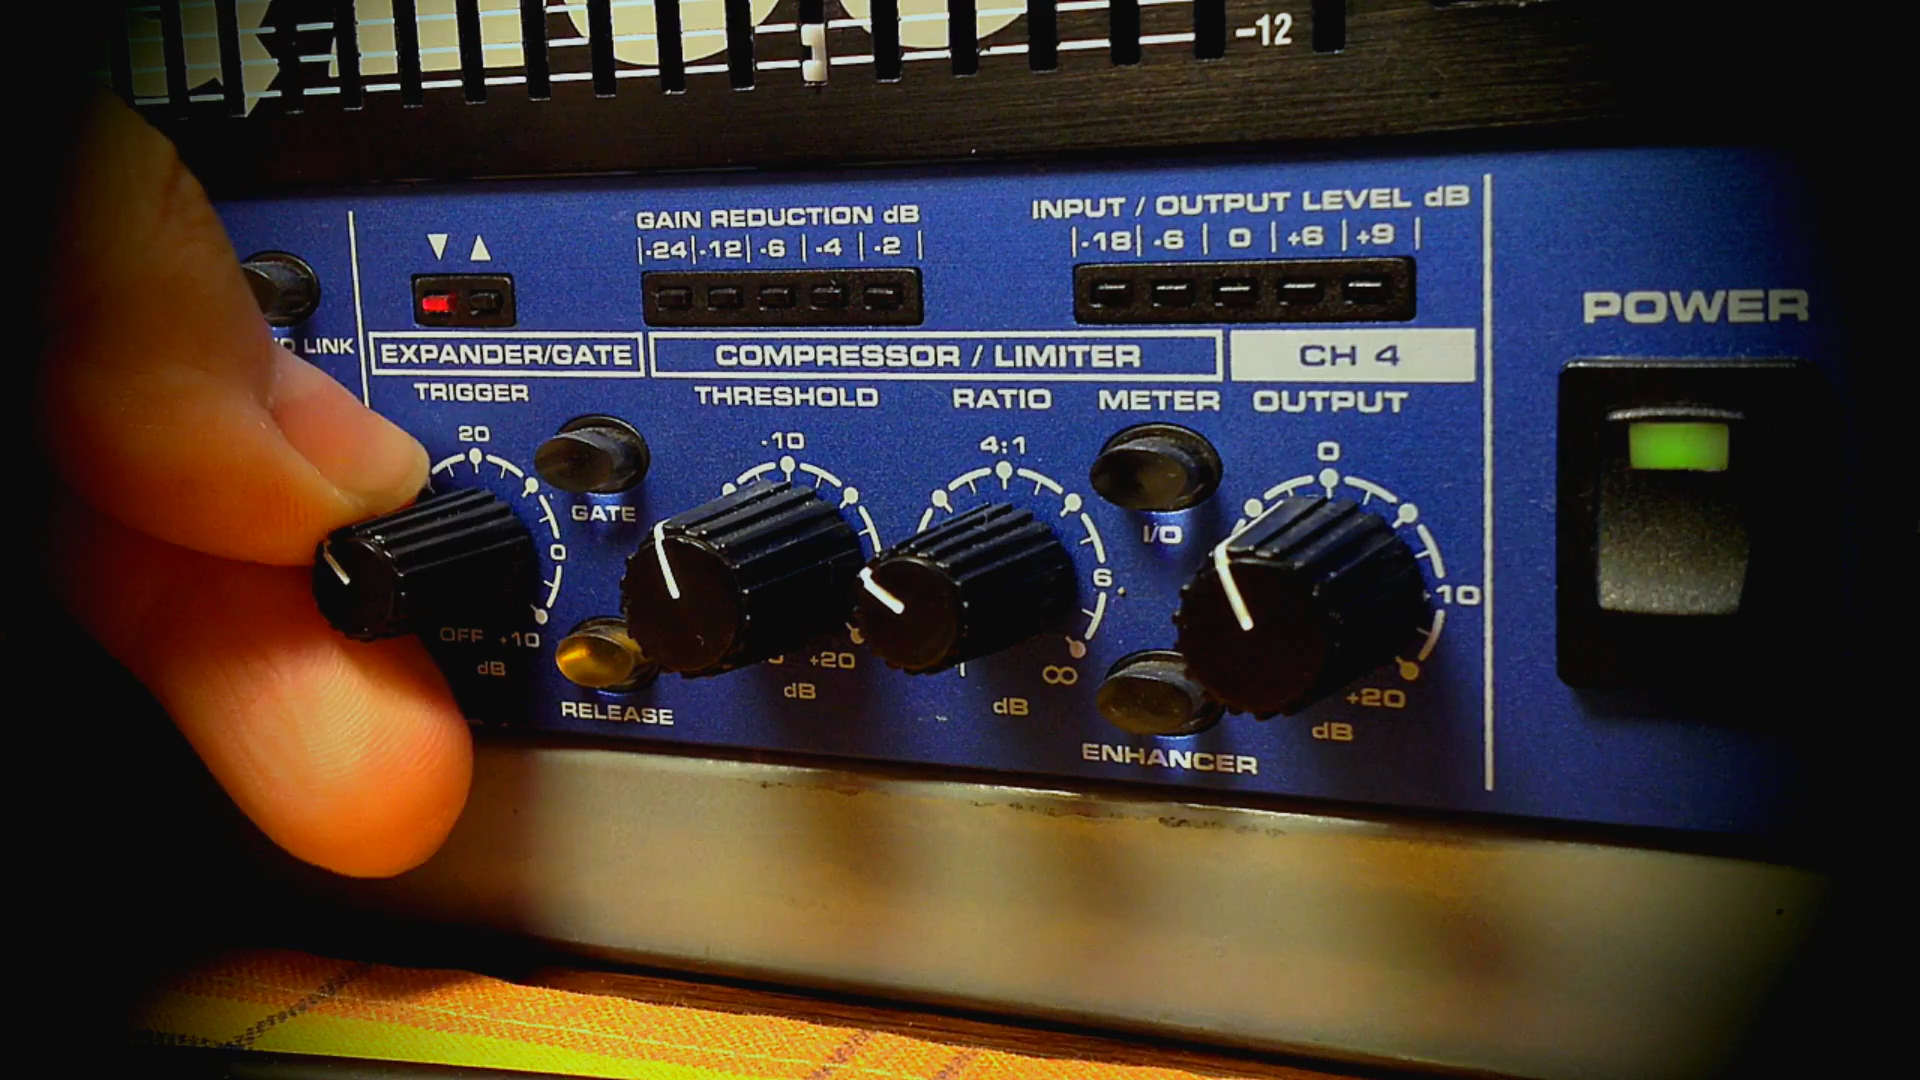 -12
GAIN REDUCTION dB
INPUT / OUTPUT LEVEL dB
-24 -12 -6 -4 -2
-18 -6 0 +6 +9
POWER
LINK
EXPANDER/GATE
COMPRESSOR / LIMITER
CH 4
TRIGGER
THRESHOLD
RATIO
METER
OUTPUT
20
-10
4:1
0
GATE
I/O
0
6
10
OFF +10
dB
+20
dB
1
∞
dB
+20
dB
RELEASE
ENHANCER